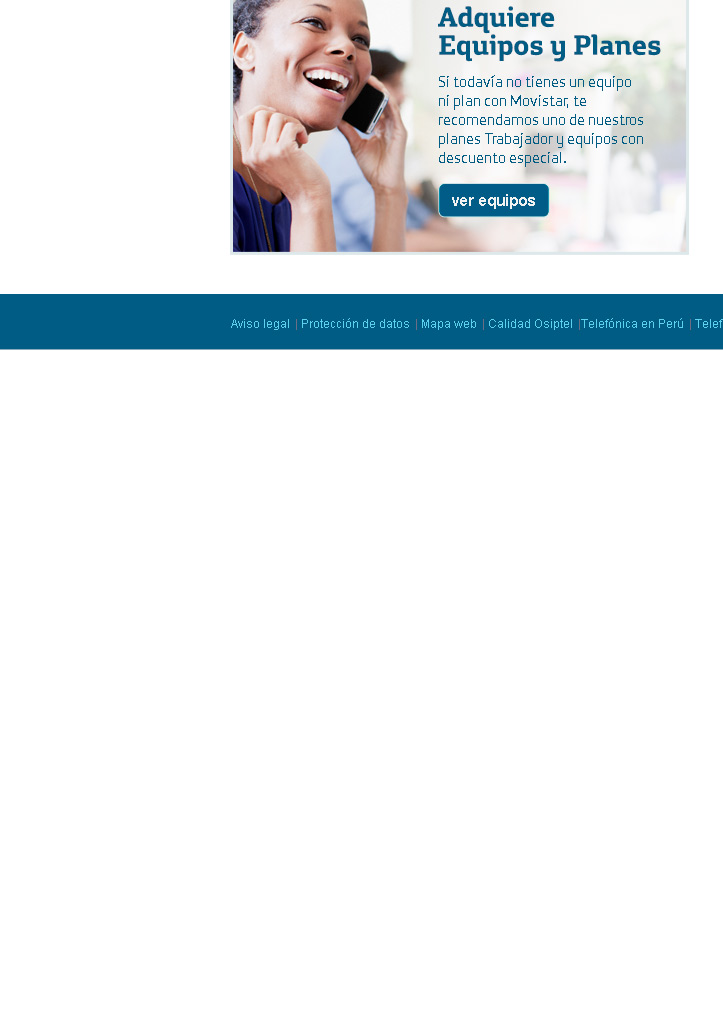 Adquiere
Equipos y Planes
Si todavía no tienes un equipo
ni plan con Movistar, te
recomendamos uno de nuestros
planes Trabajador y equipos con
descuento especial.
ver equipos
Aviso legal | Protección de datos | Mapa web | Calidad Osiptel |Telefónica en Perú | Telef